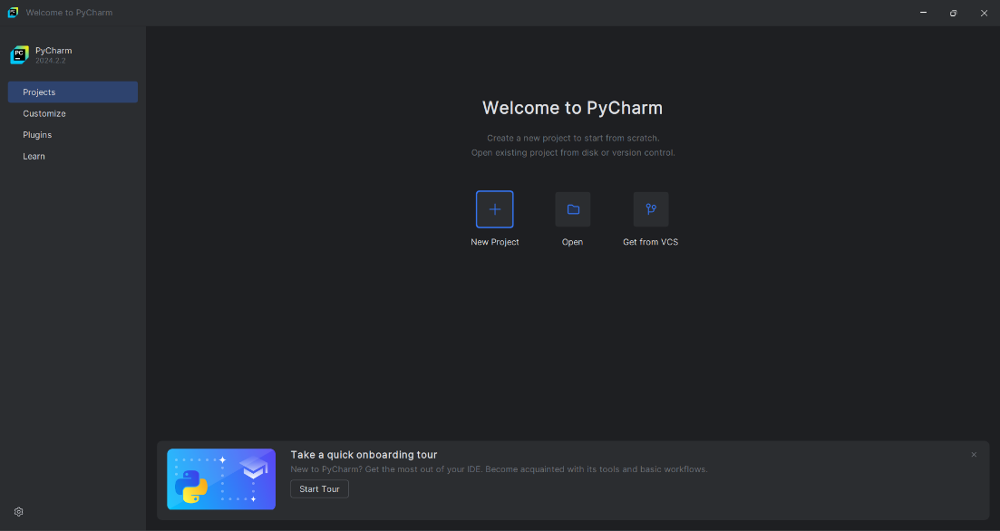 Welcome to PyCharm
PC
PyCharm
2024.2.2
Projects
Customize
Plugins
Learn
Welcome to PyCharm
Create a new project to start from scratch.
Open existing project from disk or version control.
New Project
Open
Get from VCS
Take a quick onboarding tour
New to PyCharm? Get the most out of your IDE. Become acquainted with its tools and basic workflows.
Start Tour